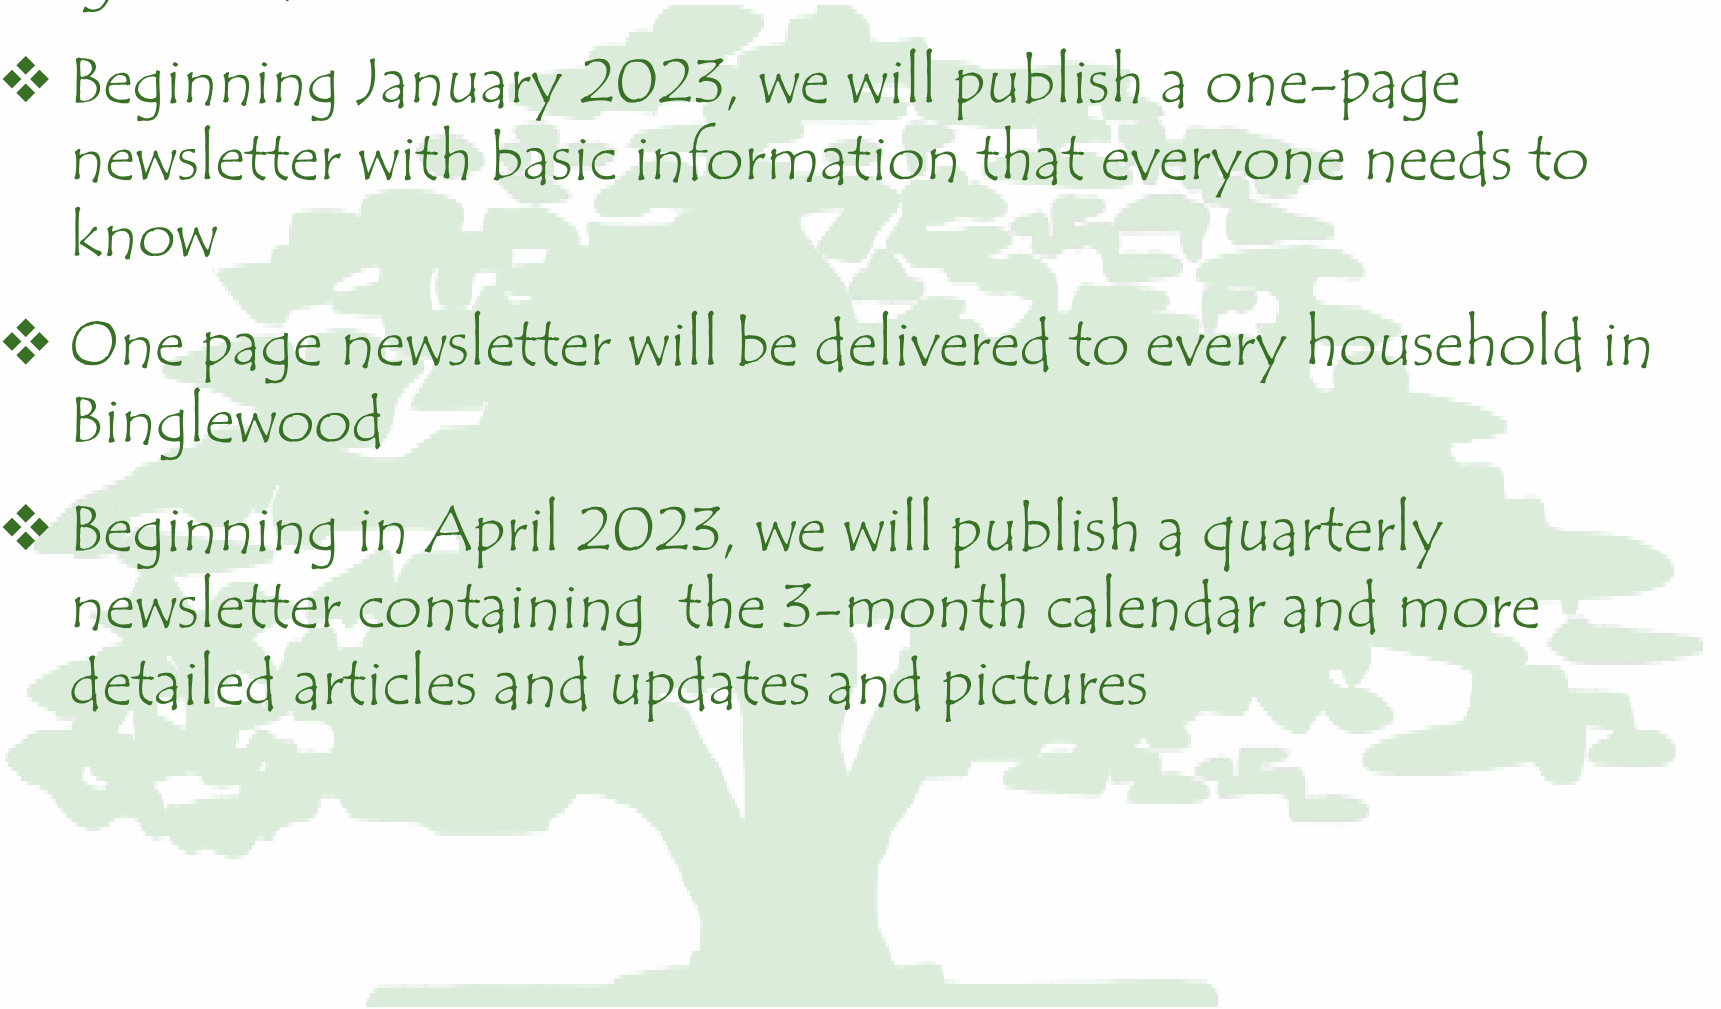 ❖ Beginning January 2023, we will publish a one-page
newsletter with basic information that everyone needs to
know
❖ One page newsletter will be delivered to every household in
Binglewood
❖ Beginning in April 2023, we will publish a quarterly
newsletter containing  the 3-month calendar and more
detailed articles and updates and pictures